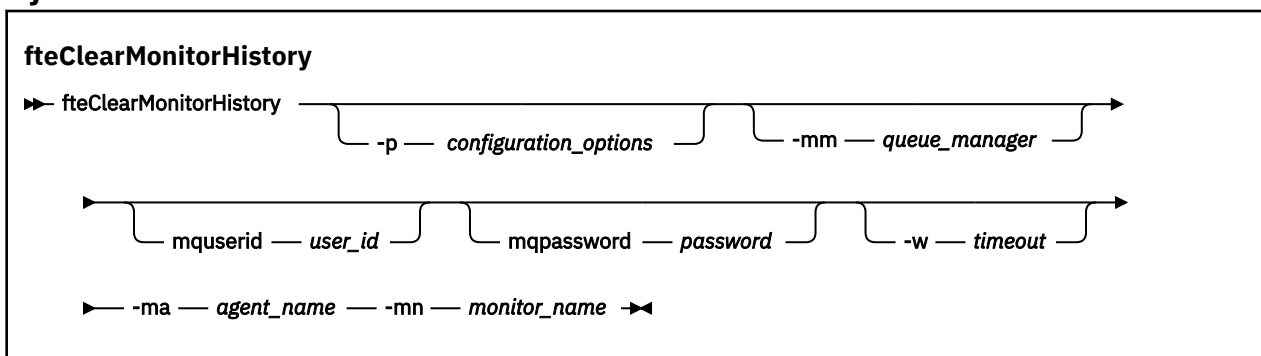 fteClearMonitorHistory
fteClearMonitorHistory
-p configuration_options -mm queue_manager
mquserid user_id mqpassword password -w timeout
-ma agent_name -mn monitor_name